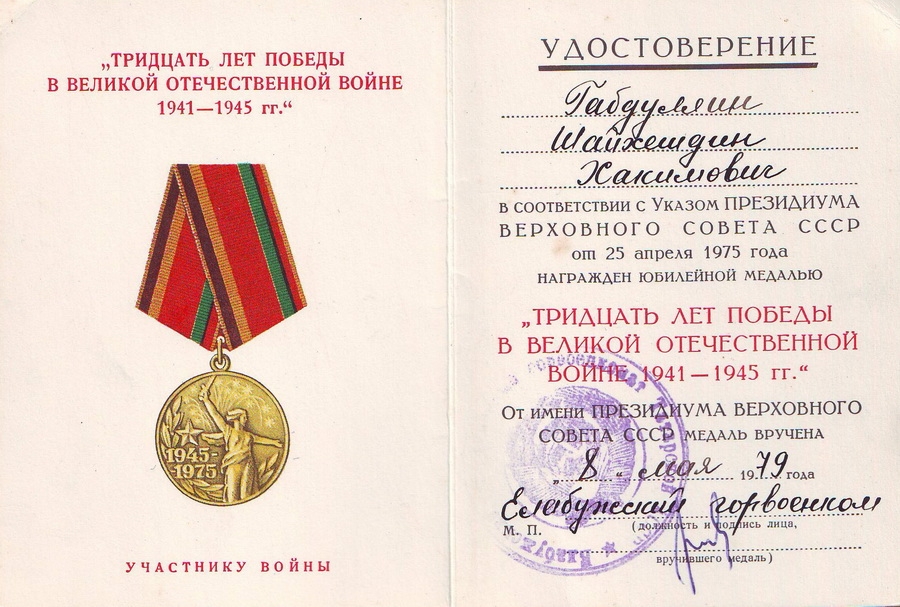 „ТРИДЦАТЬ ЛЕТ ПОБЕДЫ
В ВЕЛИКОЙ ОТЕЧЕСТВЕННОЙ ВОЙНЕ
1941—1945 гг.“
1945-
-1975
УЧАСТНИКУ ВОЙНЫ
УДОСТОВЕРЕНИЕ
Габдуллин
Шайхелдин
Хакимович
В СООТВЕТСТВИИ С УКАЗОМ ПРЕЗИДИУМА
ВЕРХОВНОГО СОВЕТА СССР
от 25 апреля 1975 года
НАГРАЖДЕН ЮБИЛЕЙНОЙ МЕДАЛЬЮ
„ТРИДЦАТЬ ЛЕТ ПОБЕДЫ
В ВЕЛИКОЙ ОТЕЧЕСТВЕННОЙ
ВОЙНЕ 1941—1945 гг.“
ОТ ИМЕНИ ПРЕЗИДИУМА ВЕРХОВНОГО
СОВЕТА СССР МЕДАЛЬ ВРУЧЕНА
„8“ мая 1979 года
Елабужский горвоенком
М. П. (должность и подпись лица,
вручившего медаль)